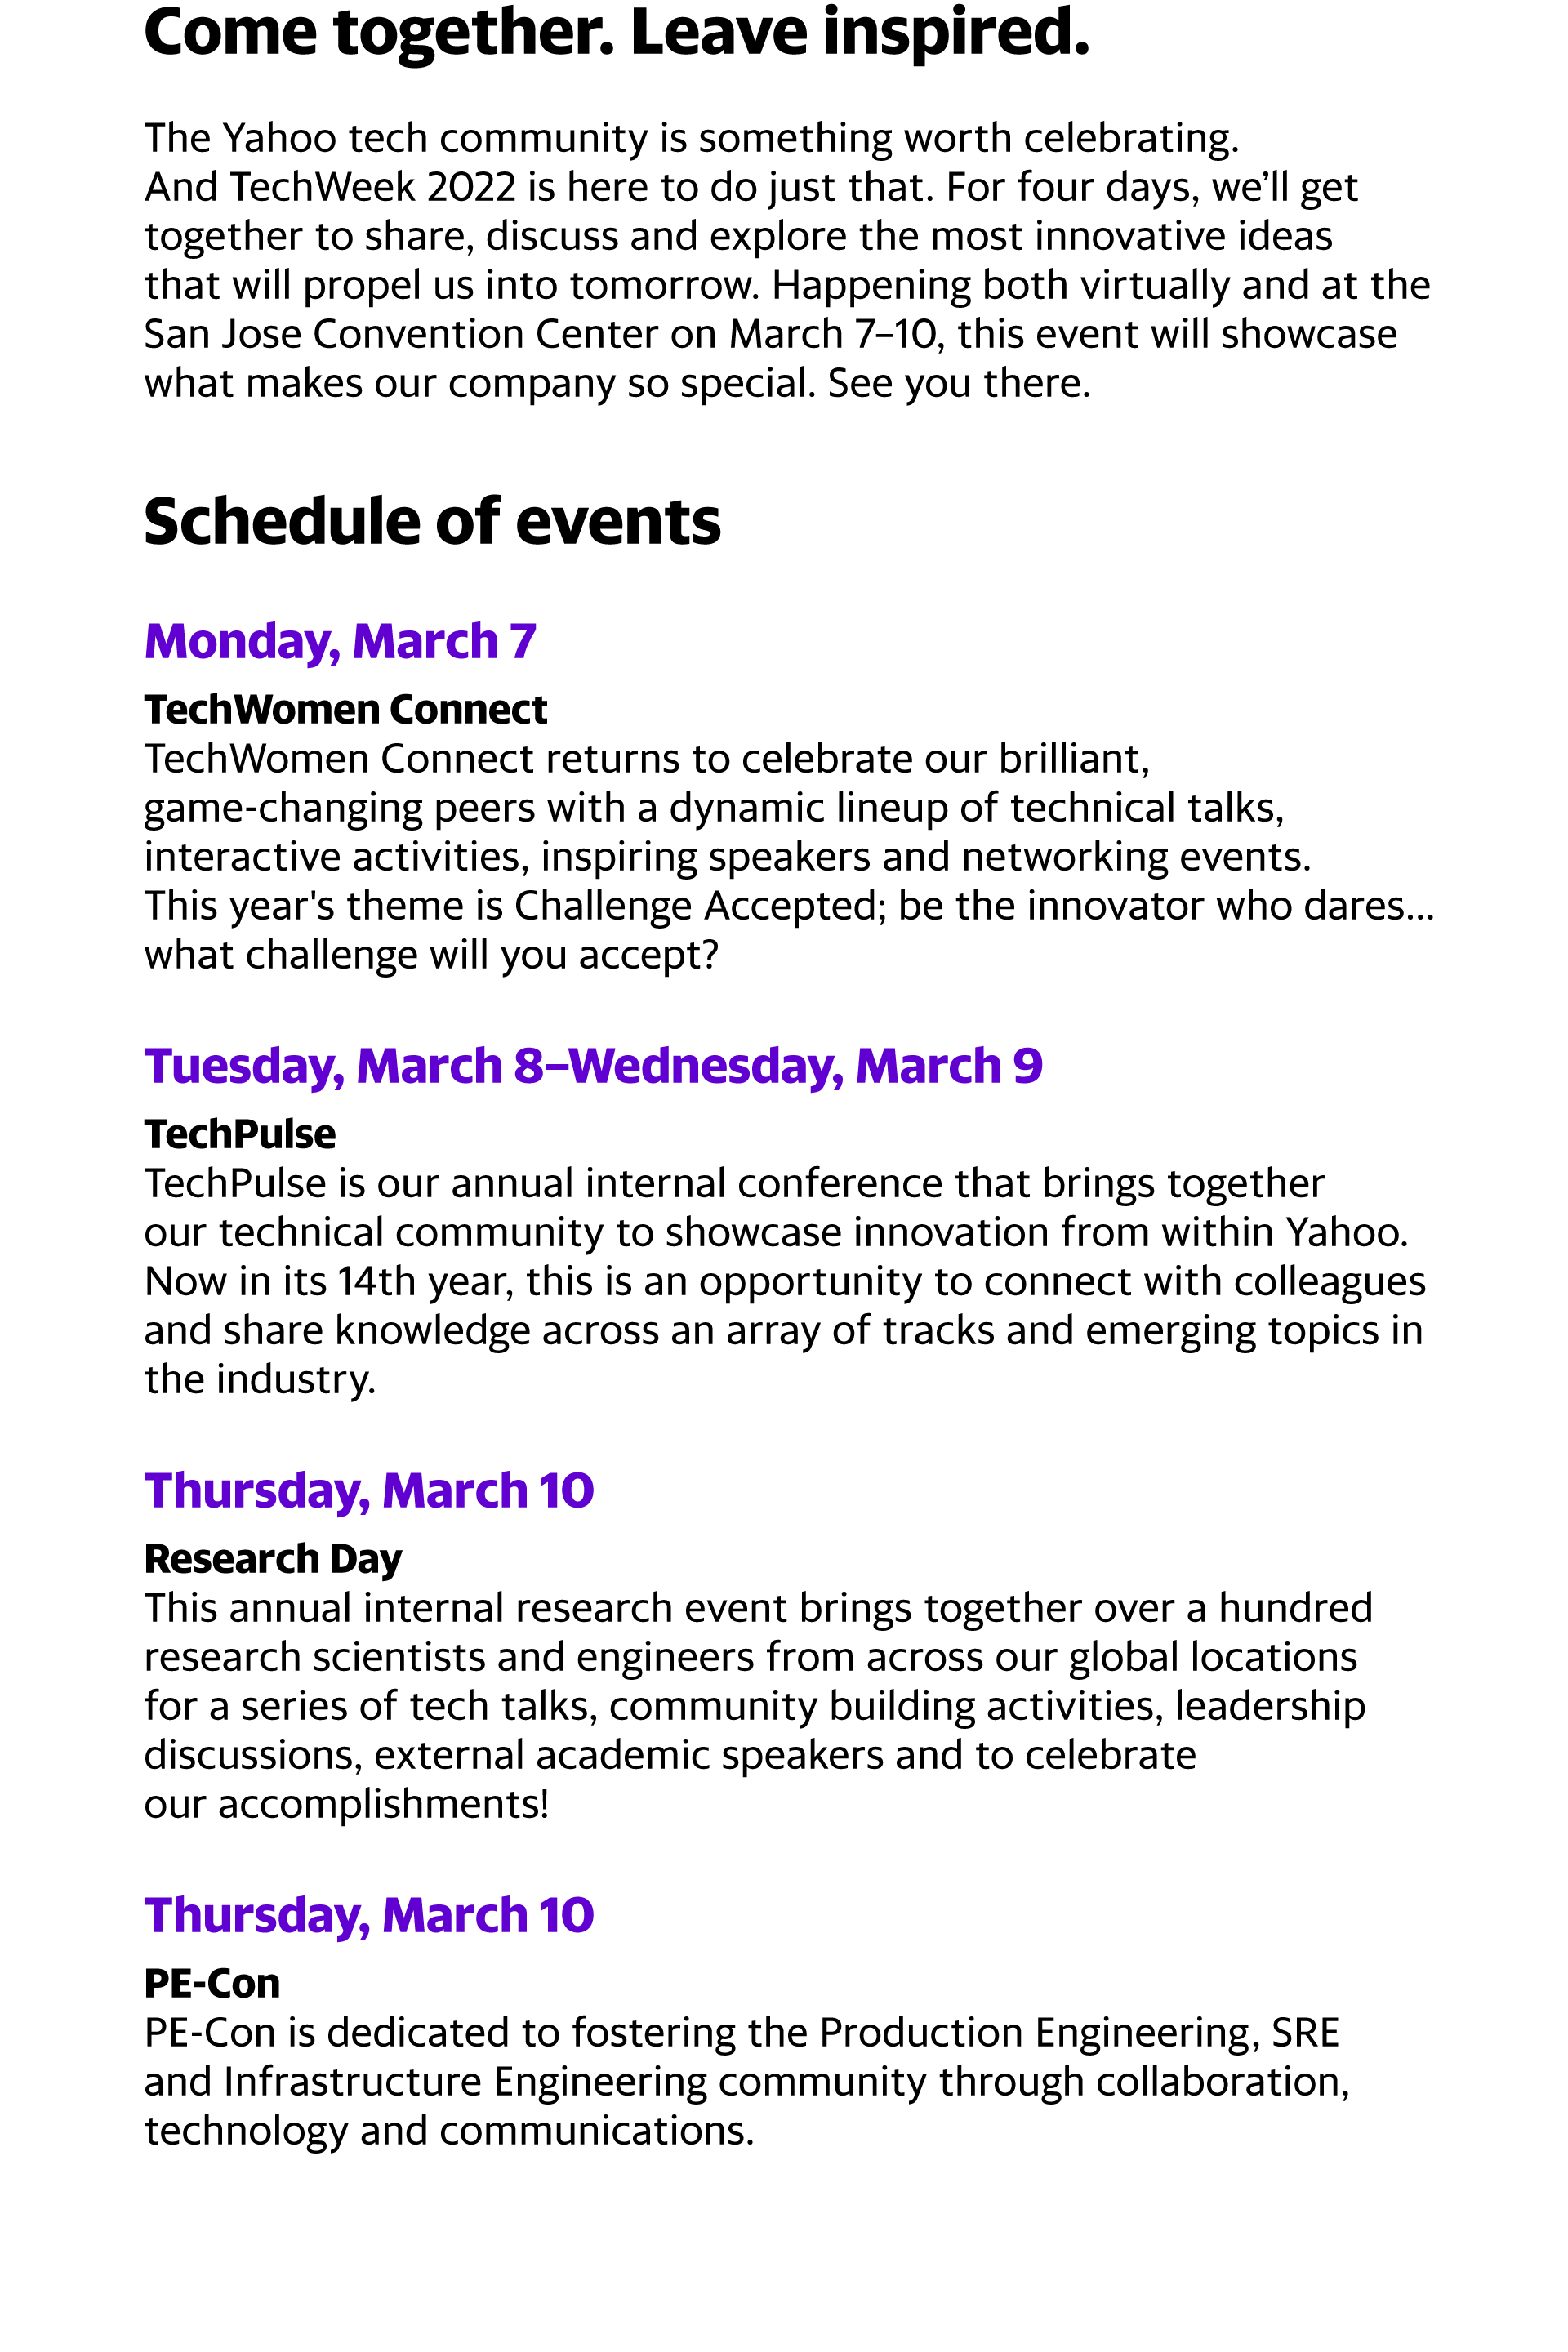 Come together. Leave inspired.
The Yahoo tech community is something worth celebrating.
And TechWeek 2022 is here to do just that. For four days, we’ll get
together to share, discuss and explore the most innovative ideas
that will propel us into tomorrow. Happening both virtually and at the
San Jose Convention Center on March 7–10, this event will showcase
what makes our company so special. See you there.
Schedule of events
Monday, March 7
TechWomen Connect
TechWomen Connect returns to celebrate our brilliant,
game-changing peers with a dynamic lineup of technical talks,
interactive activities, inspiring speakers and networking events.
This year's theme is Challenge Accepted; be the innovator who dares...
what challenge will you accept?
Tuesday, March 8–Wednesday, March 9
TechPulse
TechPulse is our annual internal conference that brings together
our technical community to showcase innovation from within Yahoo.
Now in its 14th year, this is an opportunity to connect with colleagues
and share knowledge across an array of tracks and emerging topics in
the industry.
Thursday, March 10
Research Day
This annual internal research event brings together over a hundred
research scientists and engineers from across our global locations
for a series of tech talks, community building activities, leadership
discussions, external academic speakers and to celebrate
our accomplishments!
Thursday, March 10
PE-Con
PE-Con is dedicated to fostering the Production Engineering, SRE
and Infrastructure Engineering community through collaboration,
technology and communications.